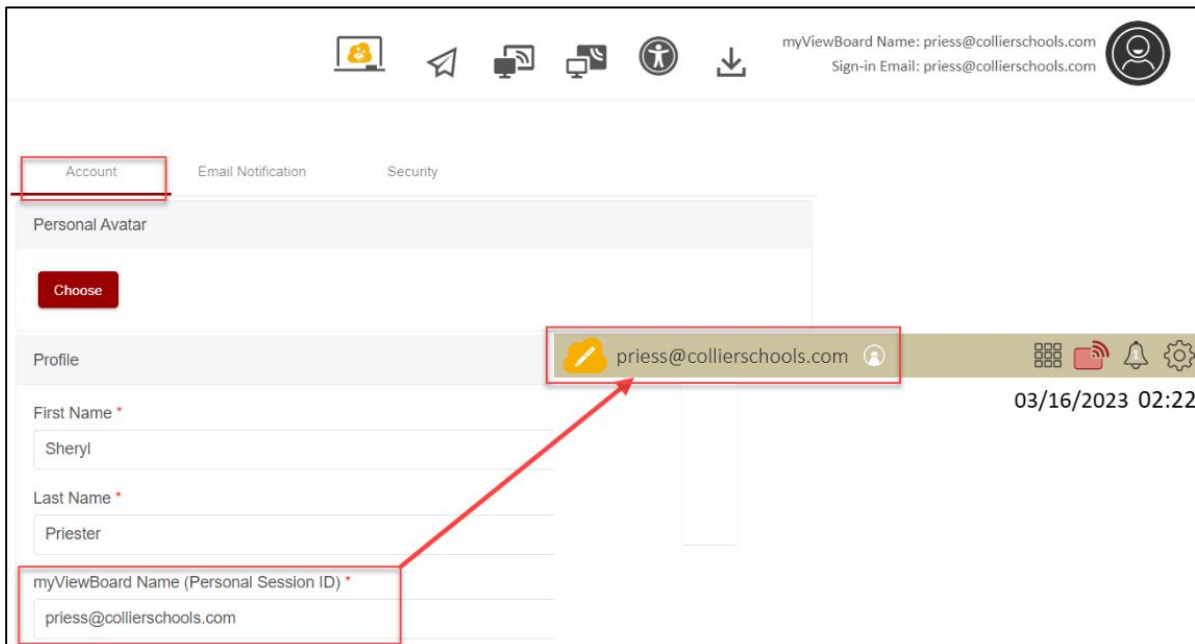 myViewBoard Name: priess@collierschools.com
Sign-in Email: priess@collierschools.com
Account
Email Notification
Security
Personal Avatar
Choose
Profile
priess@collierschools.com
1
03/16/2023 02:22
First Name *
Sheryl
Last Name *
Priester
myViewBoard Name (Personal Session ID) *
priess@collierschools.com